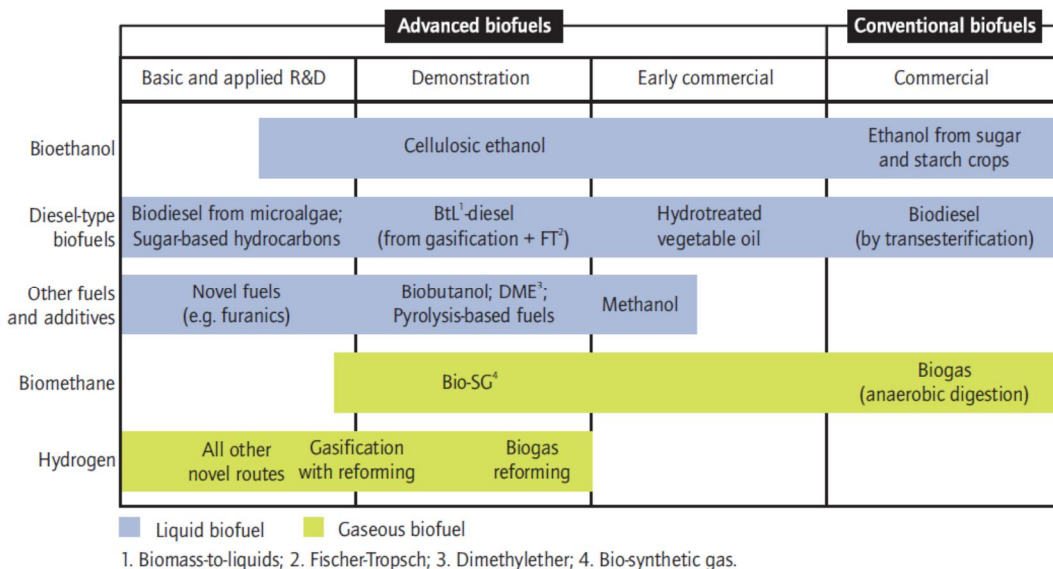 Advanced biofuels
Conventional biofuels
Basic and applied R&D
Demonstration
Early commercial
Commercial
Bioethanol
Cellulosic ethanol
Ethanol from sugar
and starch crops
Diesel-type
biofuels
Biodiesel from microalgae;
Sugar-based hydrocarbons
BtL¹-diesel
(from gasification + FT²)
Hydrotreated
vegetable oil
Biodiesel
(by transesterification)
Other fuels
and additives
Novel fuels
(e.g. furanics)
Biobutanol; DME³;
Pyrolysis-based fuels
Methanol
Biomethane
Bio-SG⁴
Biogas
(anaerobic digestion)
Hydrogen
All other
novel routes
Gasification
with reforming
Biogas
reforming
Liquid biofuel
Gaseous biofuel
1. Biomass-to-liquids; 2. Fischer-Tropsch; 3. Dimethylether; 4. Bio-synthetic gas.